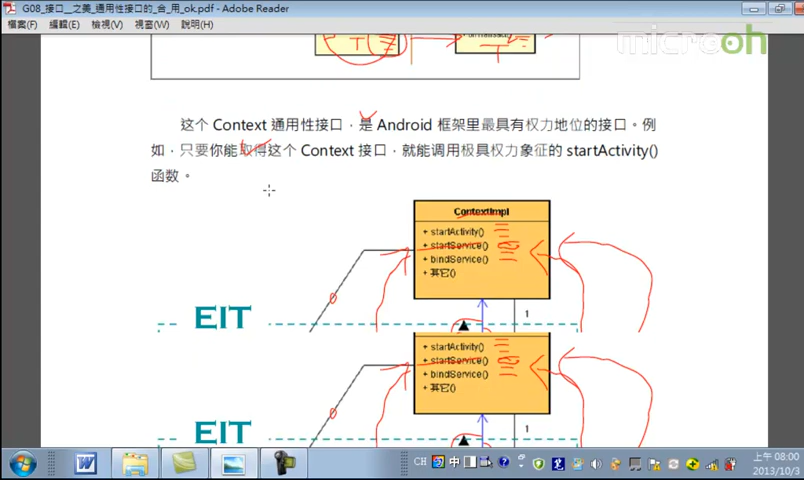 G08_接口__之美_通用性接口的_合_用_ok.pdf - Adobe Reader
檔案(F) 編輯(E) 檢視(V) 視窗(W) 說明(H)
microoh
这个 Context 通用性接口，是 Android 框架里最具有权力地位的接口。例
如，只要你能取得这个 Context 接口，就能调用极具权力象征的 startActivity()
函数。
ContextImpl
+ startActivity()
+ startService()
+ bindService()
+ 其它()
1
EIT
+ startActivity()
+ startService()
+ bindService()
+ 其它()
1
EIT
CH 中
上午 08:00
2013/10/3